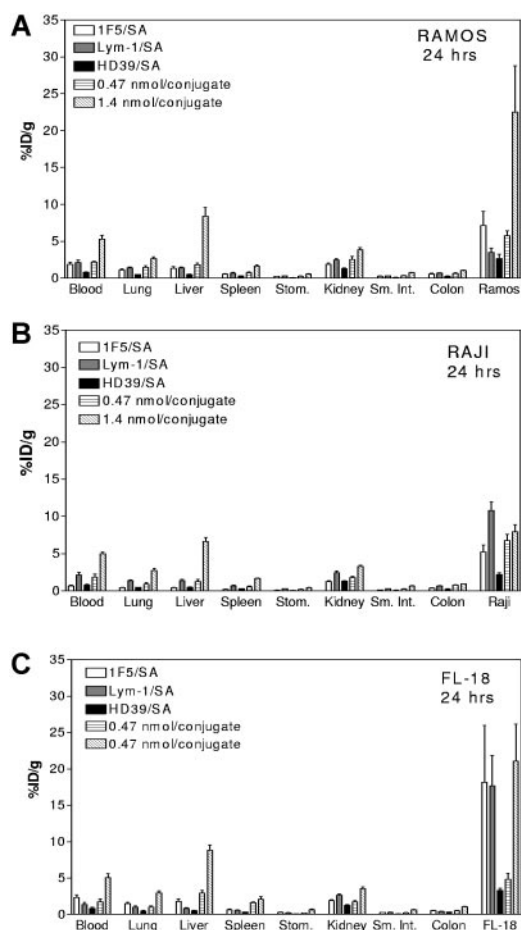 A
RAMOS
24 hrs
1F5/SA
Lym-1/SA
HD39/SA
0.47 nmol/conjugate
1.4 nmol/conjugate
%ID/g
35
30
25
20
15
10
5
0
Blood Lung Liver Spleen Stom. Kidney Sm. Int. Colon Ramos
B
RAJI
24 hrs
1F5/SA
Lym-1/SA
HD39/SA
0.47 nmol/conjugate
1.4 nmol/conjugate
%ID/g
35
30
25
20
15
10
5
0
Blood Lung Liver Spleen Stom. Kidney Sm. Int. Colon Raji
C
FL-18
24 hrs
1F5/SA
Lym-1/SA
HD39/SA
0.47 nmol/conjugate
0.47 nmol/conjugate
%ID/g
35
30
25
20
15
10
5
0
Blood Lung Liver Spleen Stom. Kidney Sm. Int. Colon FL-18